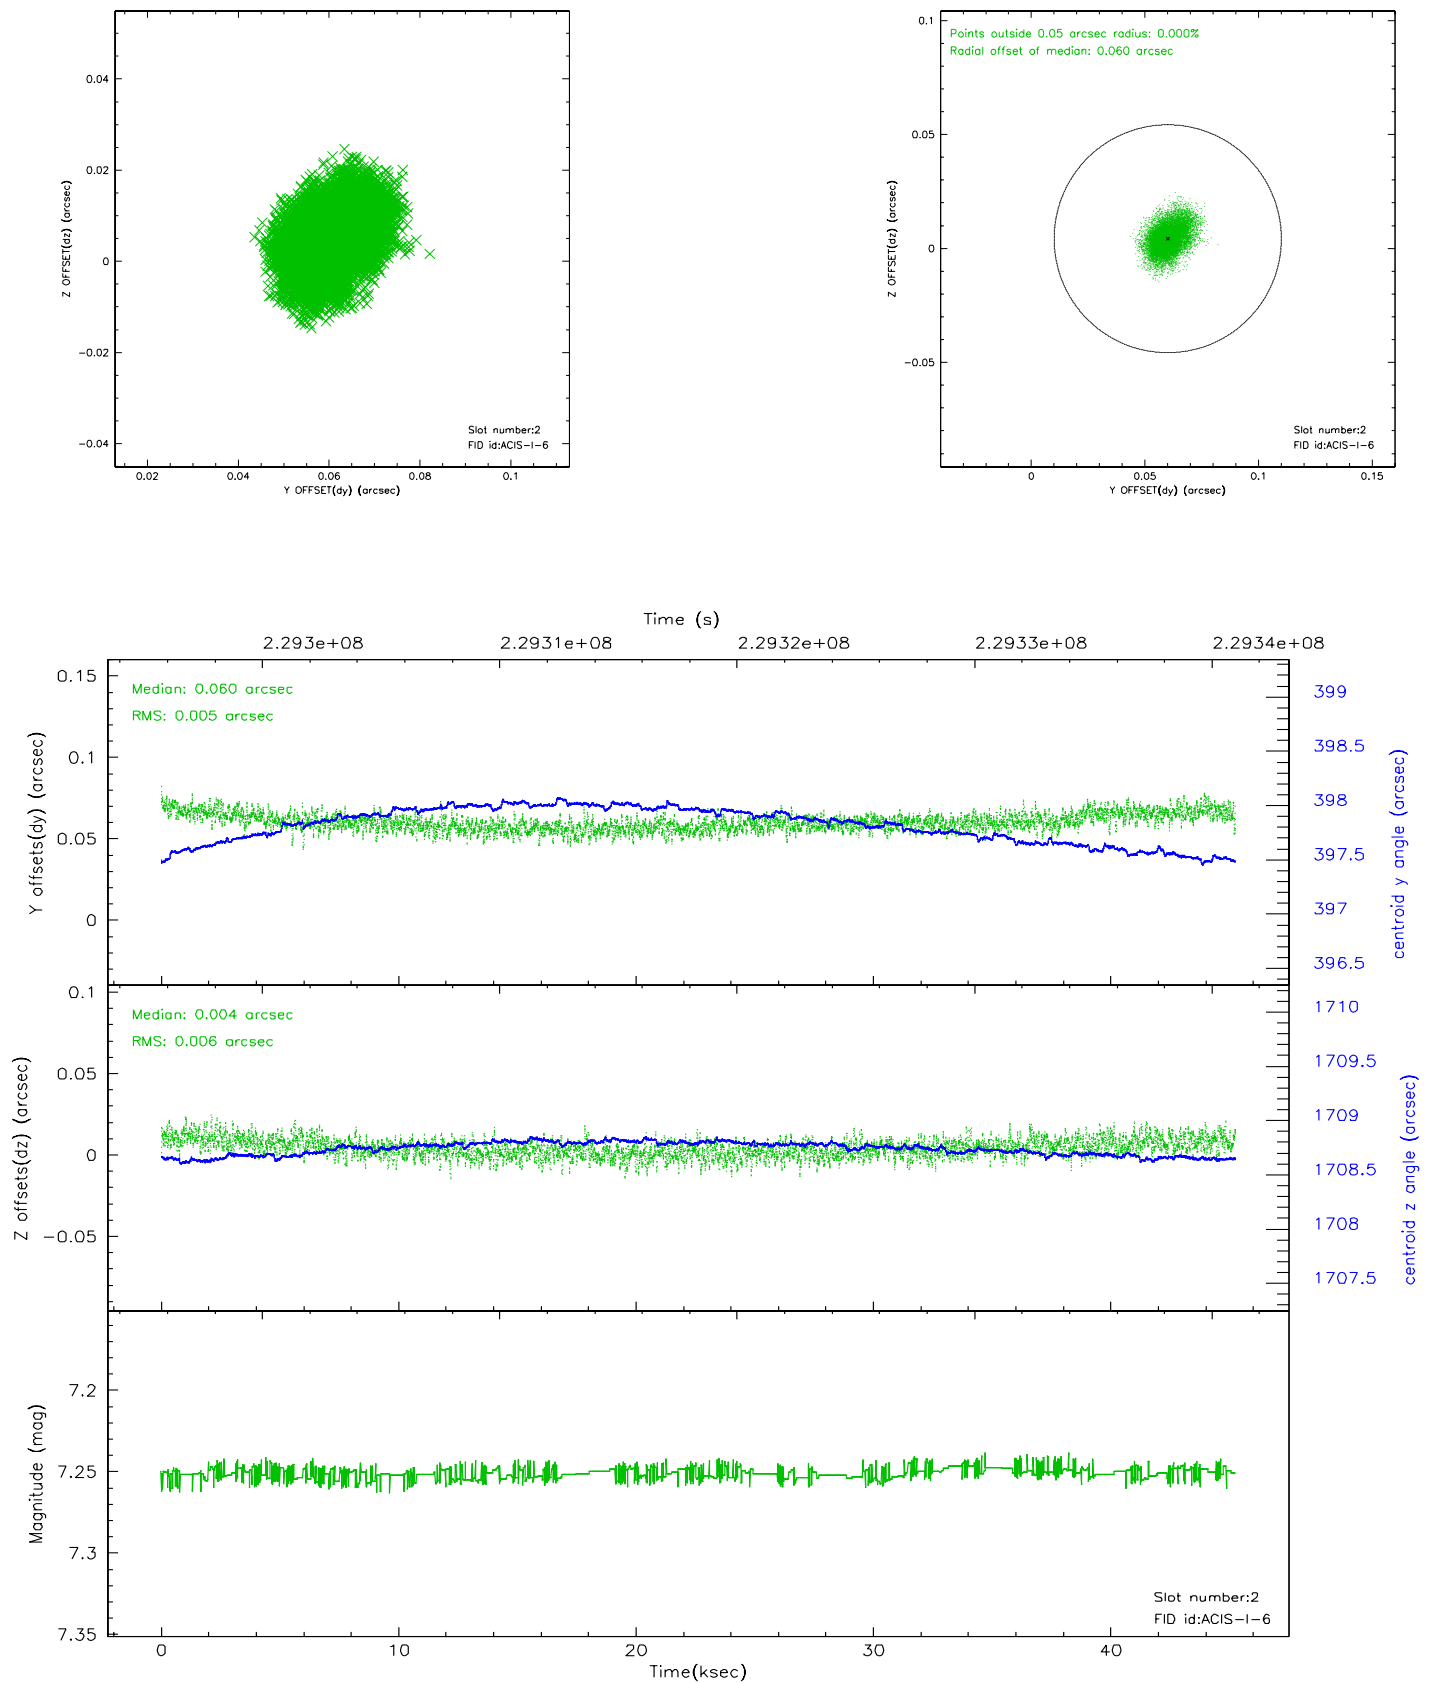 0.04
0.02
0
−0.02
−0.04
Z OFFSET(dz) (arcsec)
0.02 0.04 0.06 0.08 0.1
Y OFFSET(dy) (arcsec)
Slot number:2
FID id:ACIS−I−6
Points outside 0.05 arcsec radius: 0.000%
Radial offset of median: 0.060 arcsec
0.1
0.05
0
−0.05
Z OFFSET(dz) (arcsec)
0 0.05 0.1 0.15
Y OFFSET(dy) (arcsec)
Slot number:2
FID id:ACIS−I−6
Time (s)
2.293e+08 2.2931e+08 2.2932e+08 2.2933e+08 2.2934e+08
Median: 0.060 arcsec
RMS: 0.005 arcsec
0.15
0.1
0.05
0
Y offsets(dy) (arcsec)
399
398.5
398
397.5
397
396.5
centroid y angle (arcsec)
Median: 0.004 arcsec
RMS: 0.006 arcsec
0.1
0.05
0
−0.05
Z offsets(dz) (arcsec)
1710
1709.5
1709
1708.5
1708
1707.5
centroid z angle (arcsec)
7.2
7.25
7.3
7.35
Magnitude (mag)
Slot number:2
FID id:ACIS−I−6
0 10 20 30 40
Time(ksec)